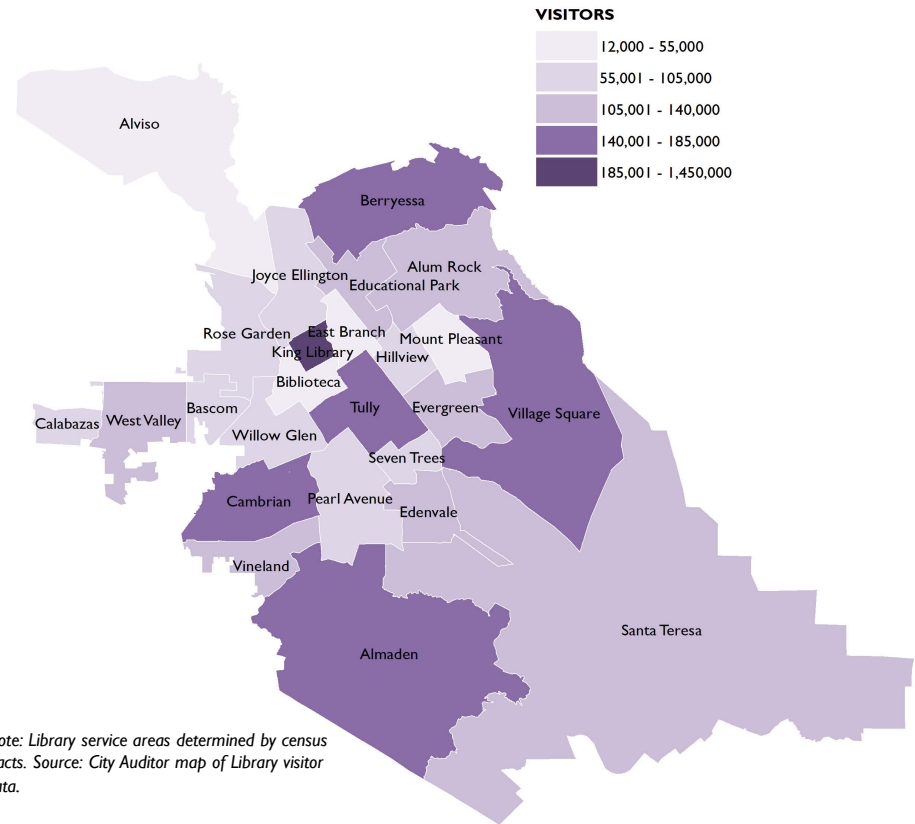 VISITORS
12,000 - 55,000
55,001 - 105,000
105,001 - 140,000
140,001 - 185,000
185,001 - 1,450,000
Alviso
Berryessa
Alum Rock
Joyce Ellington
Educational Park
Rose Garden
East Branch
Mount Pleasant
King Library
Hillview
Biblioteca
Tully
Evergreen
Village Square
Calabazas
West Valley
Bascom
Willow Glen
Seven Trees
Cambrian
Pearl Avenue
Edenvale
Vineland
Santa Teresa
Almaden
ote: Library service areas determined by census
acts. Source: City Auditor map of Library visitor
ata.